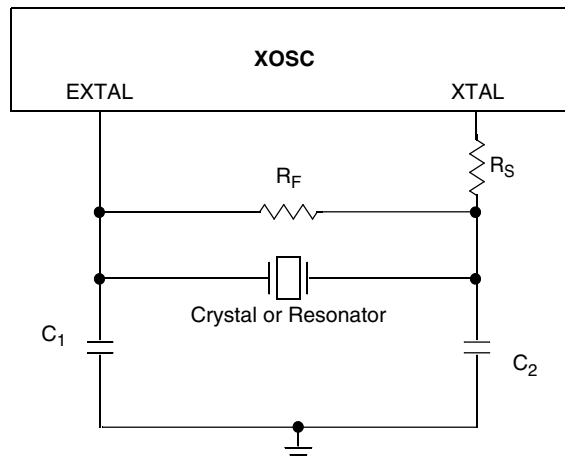 XOSC
EXTAL
XTAL
R_S
R_F
Crystal or Resonator
C_1
C_2